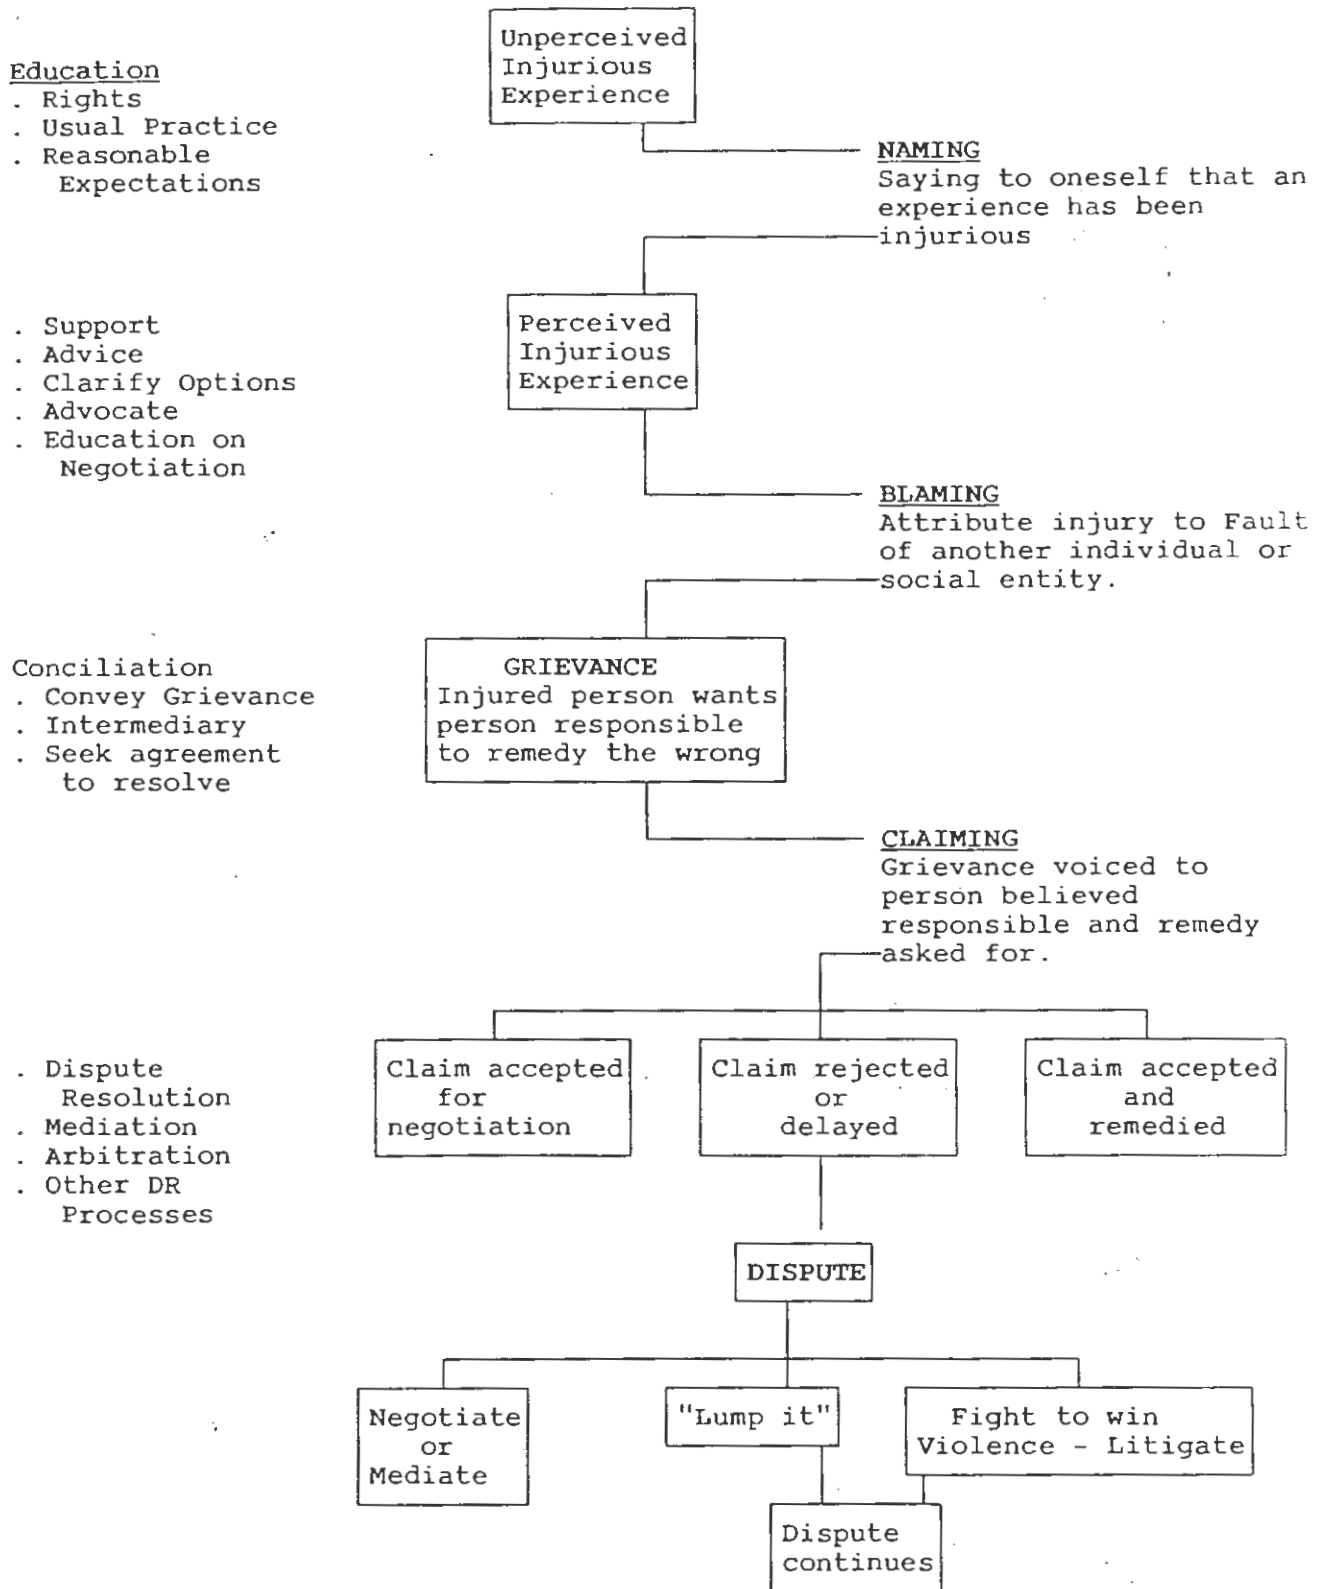 Unperceived
Injurious
Experience
Education
. Rights
. Usual Practice
. Reasonable
Expectations
NAMING
Saying to oneself that an
experience has been
injurious
Perceived
Injurious
Experience
. Support
. Advice
. Clarify Options
. Advocate
. Education on
Negotiation
BLAMING
Attribute injury to Fault
of another individual or
social entity.
Conciliation
. Convey Grievance
. Intermediary
. Seek agreement
to resolve
GRIEVANCE
Injured person wants
person responsible
to remedy the wrong
CLAIMING
Grievance voiced to
person believed
responsible and remedy
asked for.
. Dispute
Resolution
. Mediation
. Arbitration
. Other DR
Processes
Claim accepted
for
negotiation
Claim rejected
or
delayed
Claim accepted
and
remedied
DISPUTE
Negotiate
or
Mediate
"Lump it"
Fight to win
Violence - Litigate
Dispute
continues